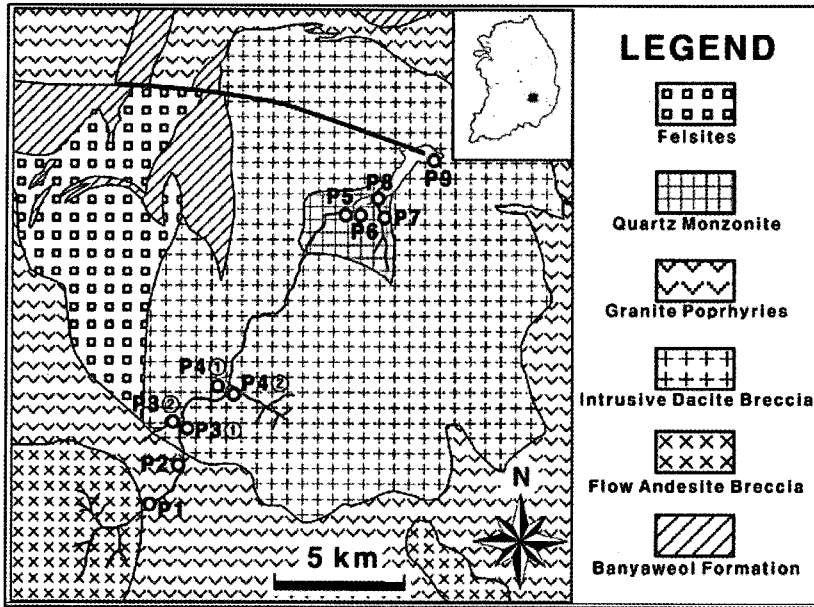 LEGEND
Felsites
Quartz Monzonite
Granite Poprhyries
Intrusive Dacite Breccia
Flow Andesite Breccia
Banyaweol Formation
P9
P8
P5
P6
P7
P4①
P4②
P3②
P3①
P2
P1
N
5 km